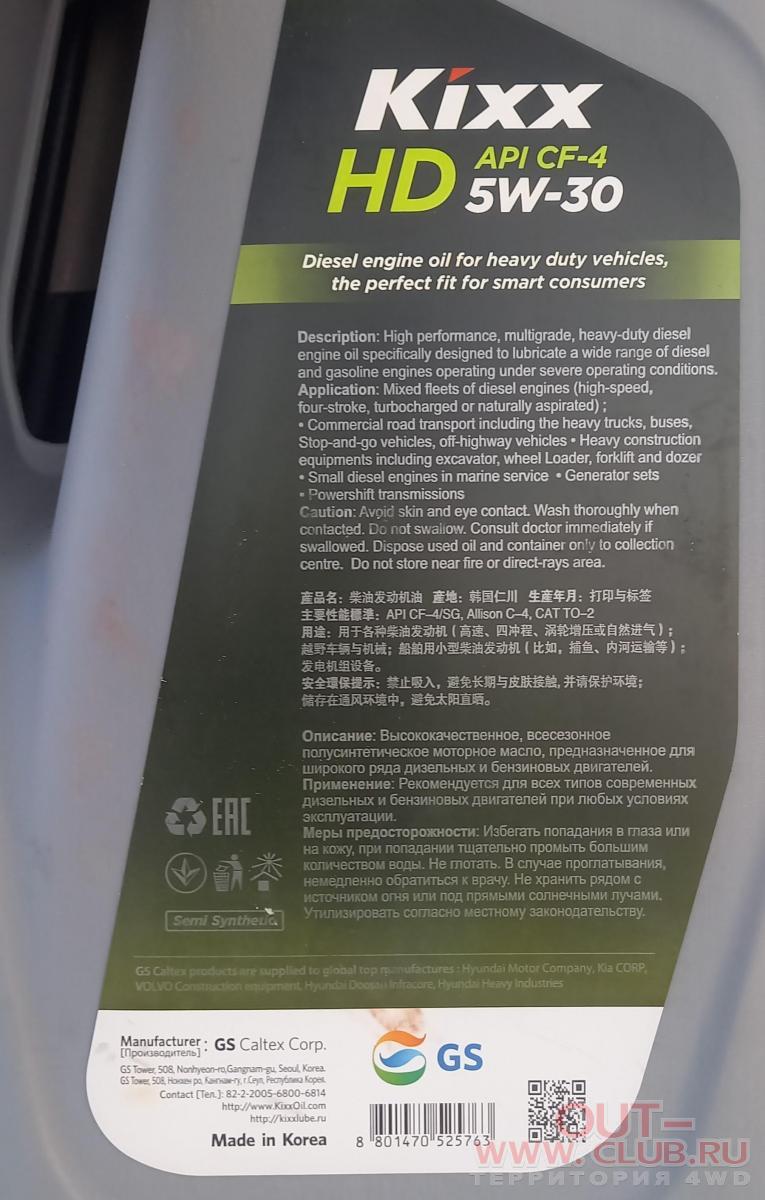 Kixx
HD API CF-4
5W-30
Diesel engine oil for heavy duty vehicles,
the perfect fit for smart consumers
Description: High performance, multigrade, heavy-duty diesel
engine oil specifically designed to lubricate a wide range of diesel
and gasoline engines operating under severe operating conditions.
Application: Mixed fleets of diesel engines (high-speed,
four-stroke, turbocharged or naturally aspirated) ;
• Commercial road transport including the heavy trucks, buses,
Stop-and-go vehicles, off-highway vehicles • Heavy construction
equipments including excavator, wheel Loader, forklift and dozer
• Small diesel engines in marine service • Generator sets
• Powershift transmissions
Caution: Avoid skin and eye contact. Wash thoroughly when
contacted. Do not swallow. Consult doctor immediately if
swallowed. Dispose used oil and container only to collection
centre. Do not store near fire or direct-rays area.
產品名：柴油发动机油 產地：韩国仁川 生產年月：打印与标签
主要性能標準：API CF-4/SG, Allison C-4, CAT TO-2
用途：用于各种柴油发动机（高速、四冲程、涡轮增压或自然进气）；
越野车辆与机械；船舶用小型柴油发动机（比如，捕鱼、内河运输等）；
发电机组设备。
安全環保提示：禁止吸入，避免长期与皮肤接触, 并请保护环境；
储存在通风环境中，避免太阳直晒。
Описание: Высококачественное, всесезонное
полусинтетическое моторное масло, предназначенное для
широкого ряда дизельных и бензиновых двигателей.
Применение: Рекомендуется для всех типов современных
дизельных и бензиновых двигателей при любых условиях
эксплуатации.
Меры предосторожности: Избегать попадания в глаза или
на кожу, при попадании тщательно промыть большим
количеством воды. Не глотать. В случае проглатывания,
немедленно обратиться к врачу. Не хранить рядом с
источником огня или под прямыми солнечными лучами.
Утилизировать согласно местному законодательству.
EAC
Semi Synthetic
GS Caltex products are supplied to global top manufactures : Hyundai Motor Company, Kia CORP,
VOLVO Construction equipment, Hyundai Doosan Infracore, Hyundai Heavy Industries
Manufacturer : GS Caltex Corp.
[Производитель]
GS Tower, 508, Nonhyeon-ro,Gangnam-gu, Seoul, Korea.
GS Tower, 508, Нонхен ро, Кангнам-гу, г.Сеул, Республика Корея.
Contact [Тел.]: 82-2-2005-6800-6814
http://www.KixxOil.com
http://kixxlube.ru
Made in Korea
GS
8 801470 525763
OUT-
WWW.CLUB.RU
ТЕРРИТОРИЯ 4WD